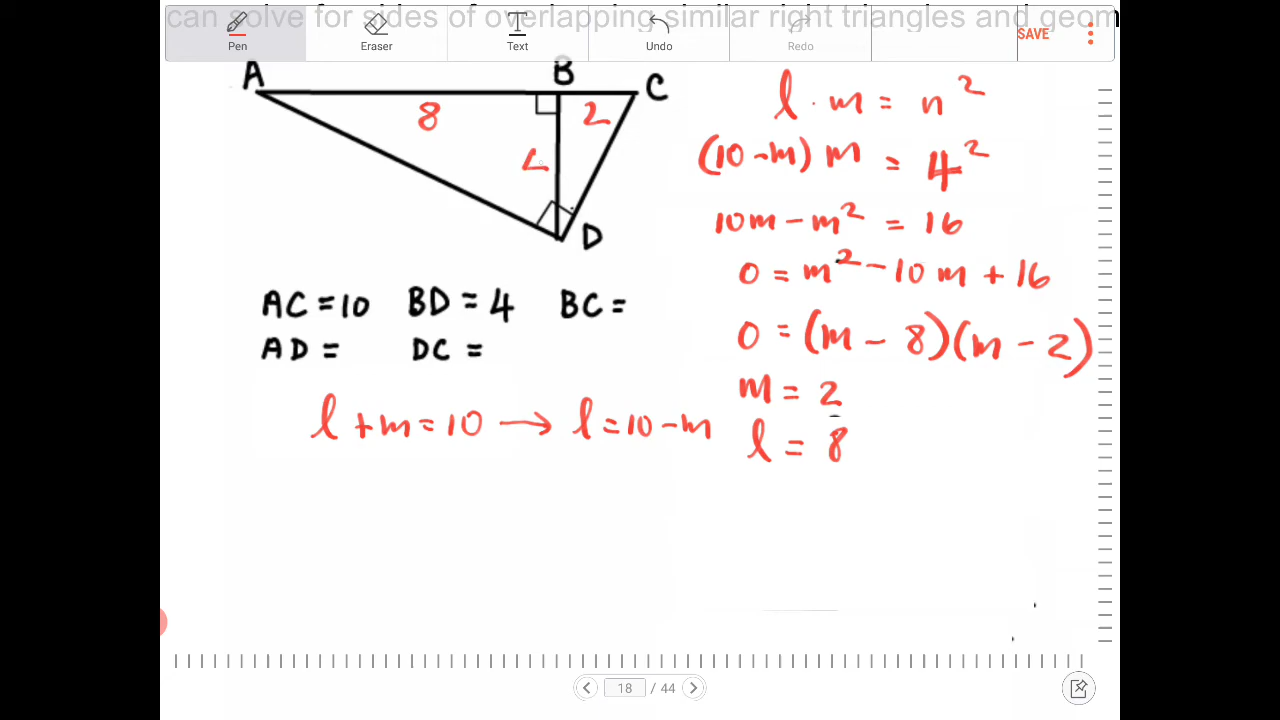 can solve for sides of overlapping similar right triangles and geom
Pen Eraser Text Undo Redo SAVE
A B C
8 2
D
l · m = n²
(10 - m) m = 4²
10m - m² = 16
0 = m² - 10m + 16
0 = (m - 8)(m - 2)
m = 2
l = 8
AC = 10 BD = 4 BC =
AD = DC =
l + m = 10 → l = 10 - m
18 / 44